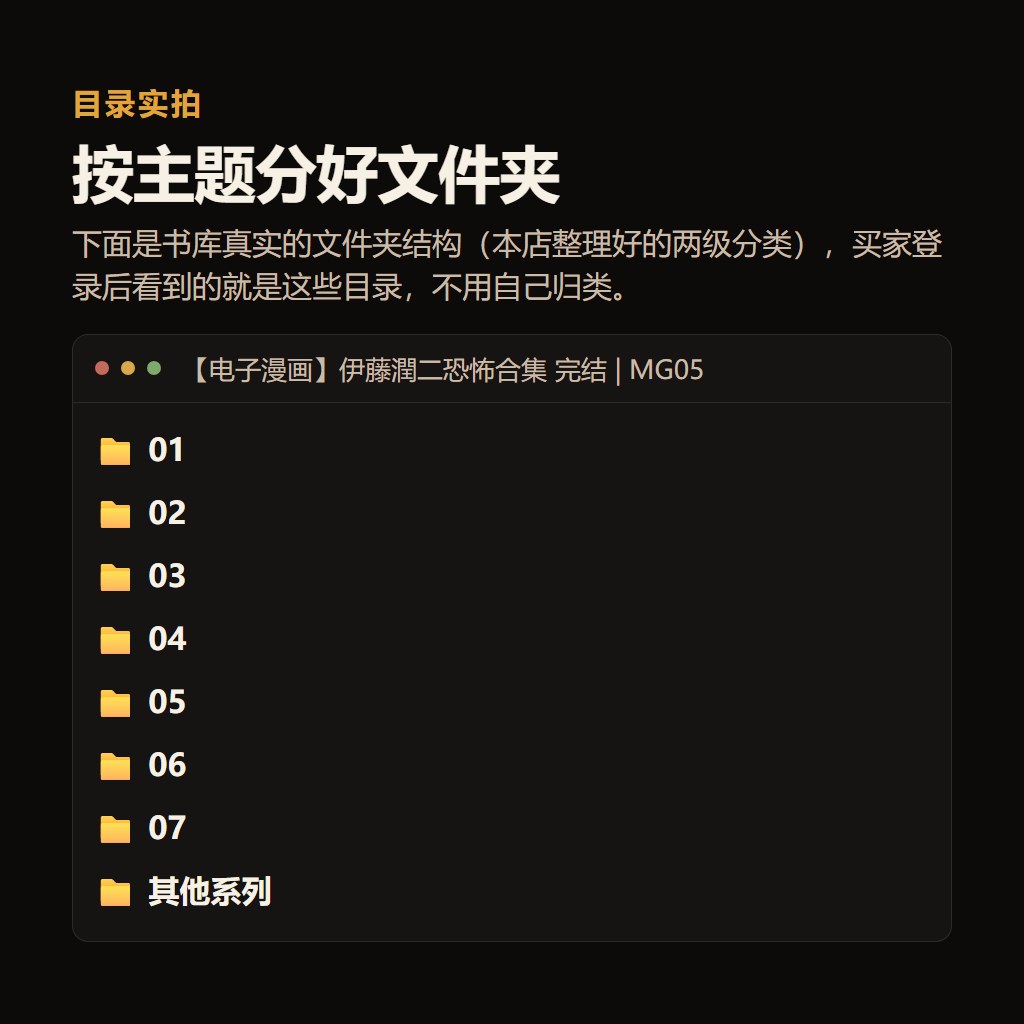 目录实拍
按主题分好文件夹
下面是书库真实的文件夹结构（本店整理好的两级分类），买家登
录后看到的就是这些目录，不用自己归类。
【电子漫画】伊藤潤二恐怖合集 完结 | MG05
01
02
03
04
05
06
07
其他系列